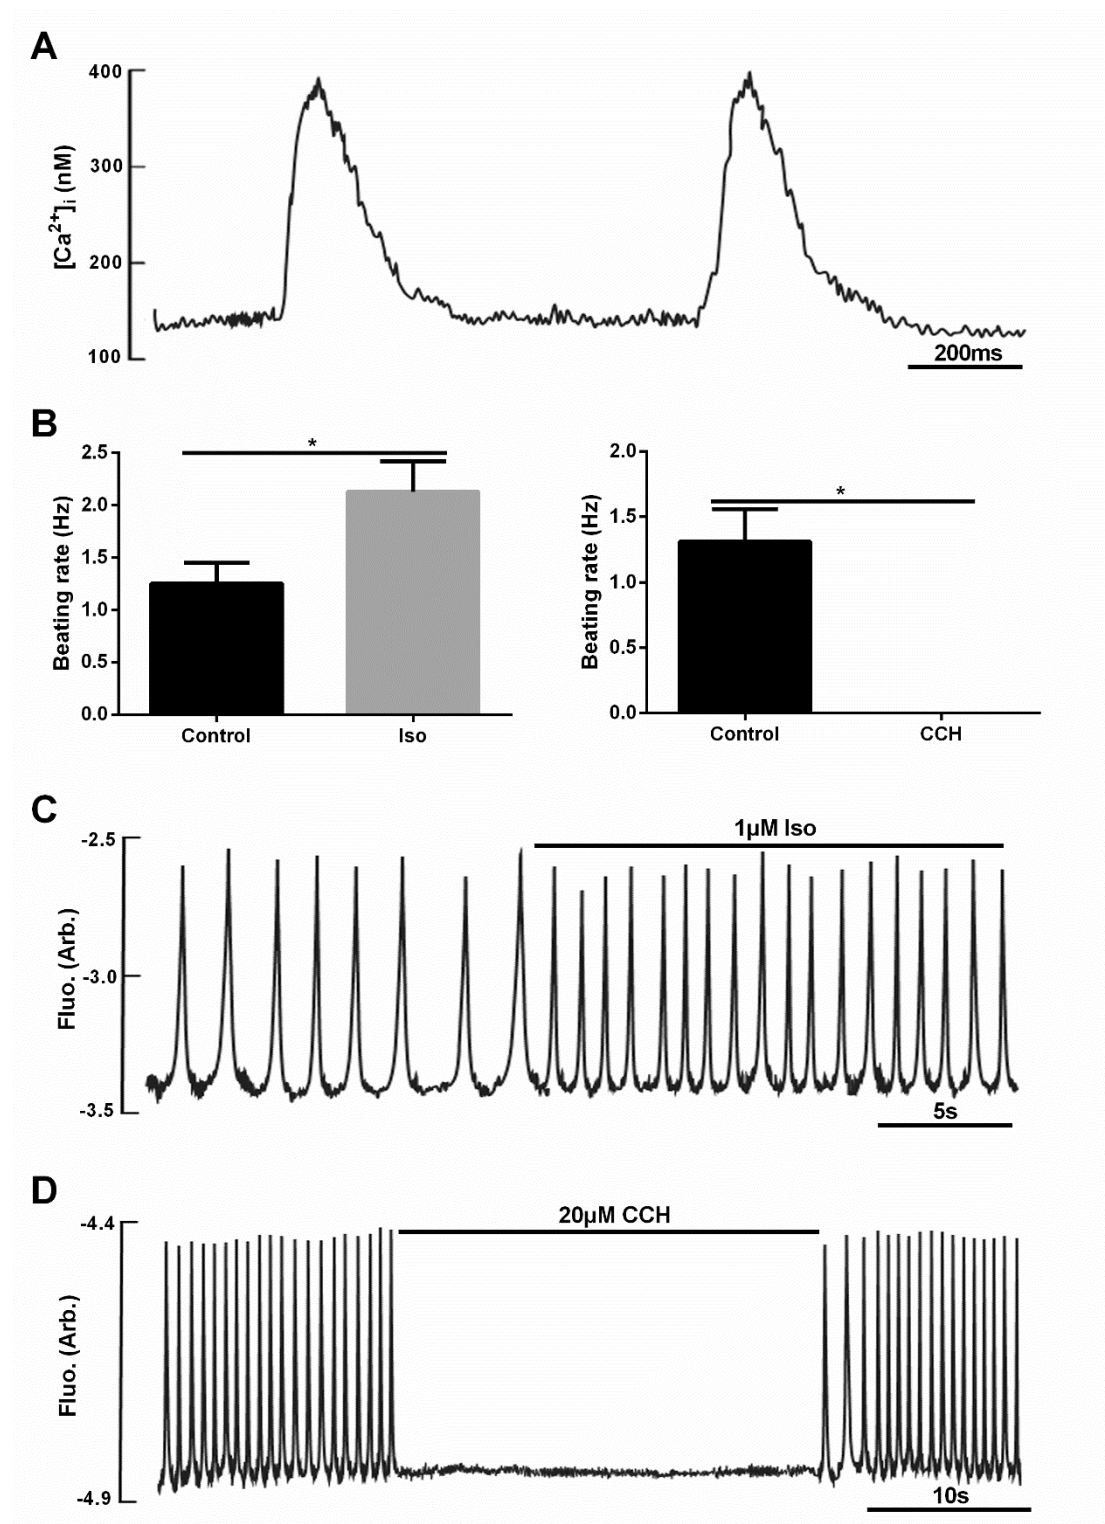 A
400
300
200
100
[Ca2+]i (nM)
200ms
B
2.5
2.0
1.5
1.0
0.5
0.0
Beating rate (Hz)
*
Control
Iso
2.0
1.5
1.0
0.5
0.0
Beating rate (Hz)
*
Control
CCH
C
-2.5
-3.0
-3.5
Fluo. (Arb.)
1µM Iso
5s
D
-4.4
-4.9
Fluo. (Arb.)
20µM CCH
10s